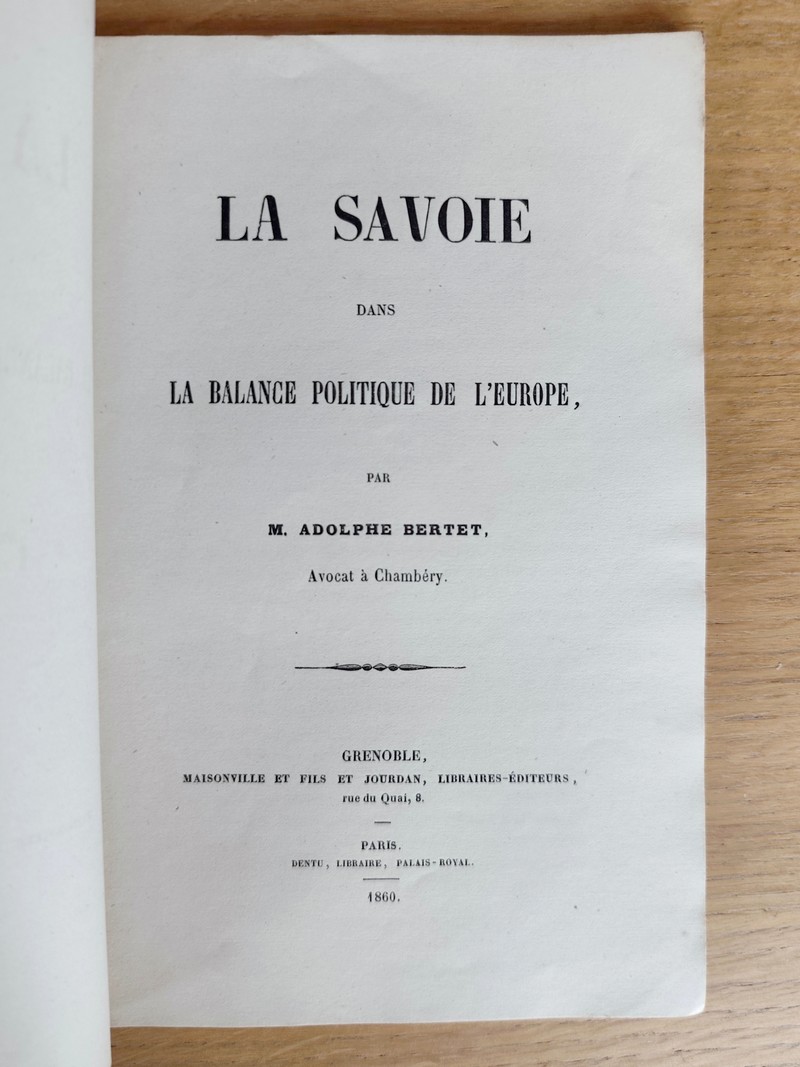 LA SAVOIE
DANS
LA BALANCE POLITIQUE DE L'EUROPE,
PAR
M. ADOLPHE BERTET,
Avocat à Chambéry.
GRENOBLE,
MAISONVILLE ET FILS ET JOURDAN, LIBRAIRES-ÉDITEURS,
rue du Quai, 8.
PARIS.
DENTU, LIBRAIRE, PALAIS-ROYAL.
1860.